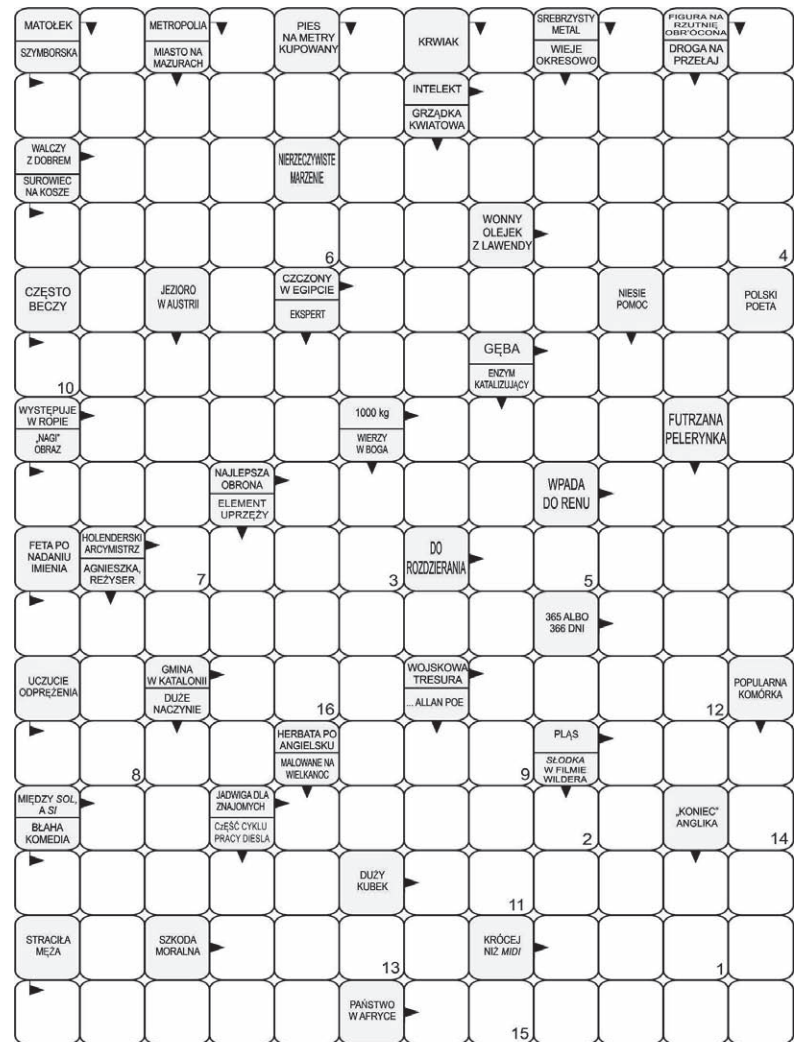 MATOŁEK
SZYMBORSKA
METROPOLIA
MIASTO NA
MAZURACH
PIES
NA METRY
KUPOWANY
KRWIAK
SREBRZYSTY
METAL
WIEJE
OKRESOWO
FIGURA NA
RZUTNIĘ
OBR'ÓCONA
DROGA NA
PRZEŁAJ
INTELEKT
GRZĄDKA
KWIATOWA
WALCZY
Z DOBREM
SUROWIEC
NA KOSZE
NIERZECZYWISTE
MARZENIE
6
WONNY
OLEJEK
Z LAWENDY
4
CZĘSTO
BECZY
JEZIORO
W AUSTRII
CZCZONY
W EGIPCIE
EKSPERT
NIESIE
POMOC
POLSKI
POETA
10
GĘBA
ENZYM
KATALIZUJĄCY
WYSTĘPUJE
W ROPIE
„NAGI”
OBRAZ
1000 kg
WIERZY
W BOGA
FUTRZANA
PELERYNKA
NAJLEPSZA
OBRONA
ELEMENT
UPRZĘŻY
WPADA
DO RENU
FETA PO
NADANIU
IMIENIA
HOLENDERSKI
ARCYMISTRZ
AGNIESZKA,
REŻYSER
7
3
DO
ROZDZIERANIA
5
365 ALBO
366 DNI
UCZUCIE
ODPRĘŻENIA
GMINA
W KATALONII
DUŻE
NACZYNIE
16
WOJSKOWA
TRESURA
... ALLAN POE
12
POPULARNA
KOMÓRKA
8
HERBATA PO
ANGIELSKU
MALOWANE NA
WIELKANOC
9
PLĄS
SŁODKA
W FILMIE
WILDERA
MIĘDZY SOL,
A SI
BŁAHA
KOMEDIA
JADWIGA DLA
ZNAJOMYCH
CzĘŚĆ CYKLU
PRACY DIESLA
2
„KONIEC”
ANGLIKA
14
DUŻY
KUBEK
11
STRACIŁA
MĘŻA
SZKODA
MORALNA
13
KRÓCEJ
NIŻ MIDI
1
PAŃSTWO
W AFRYCE
15